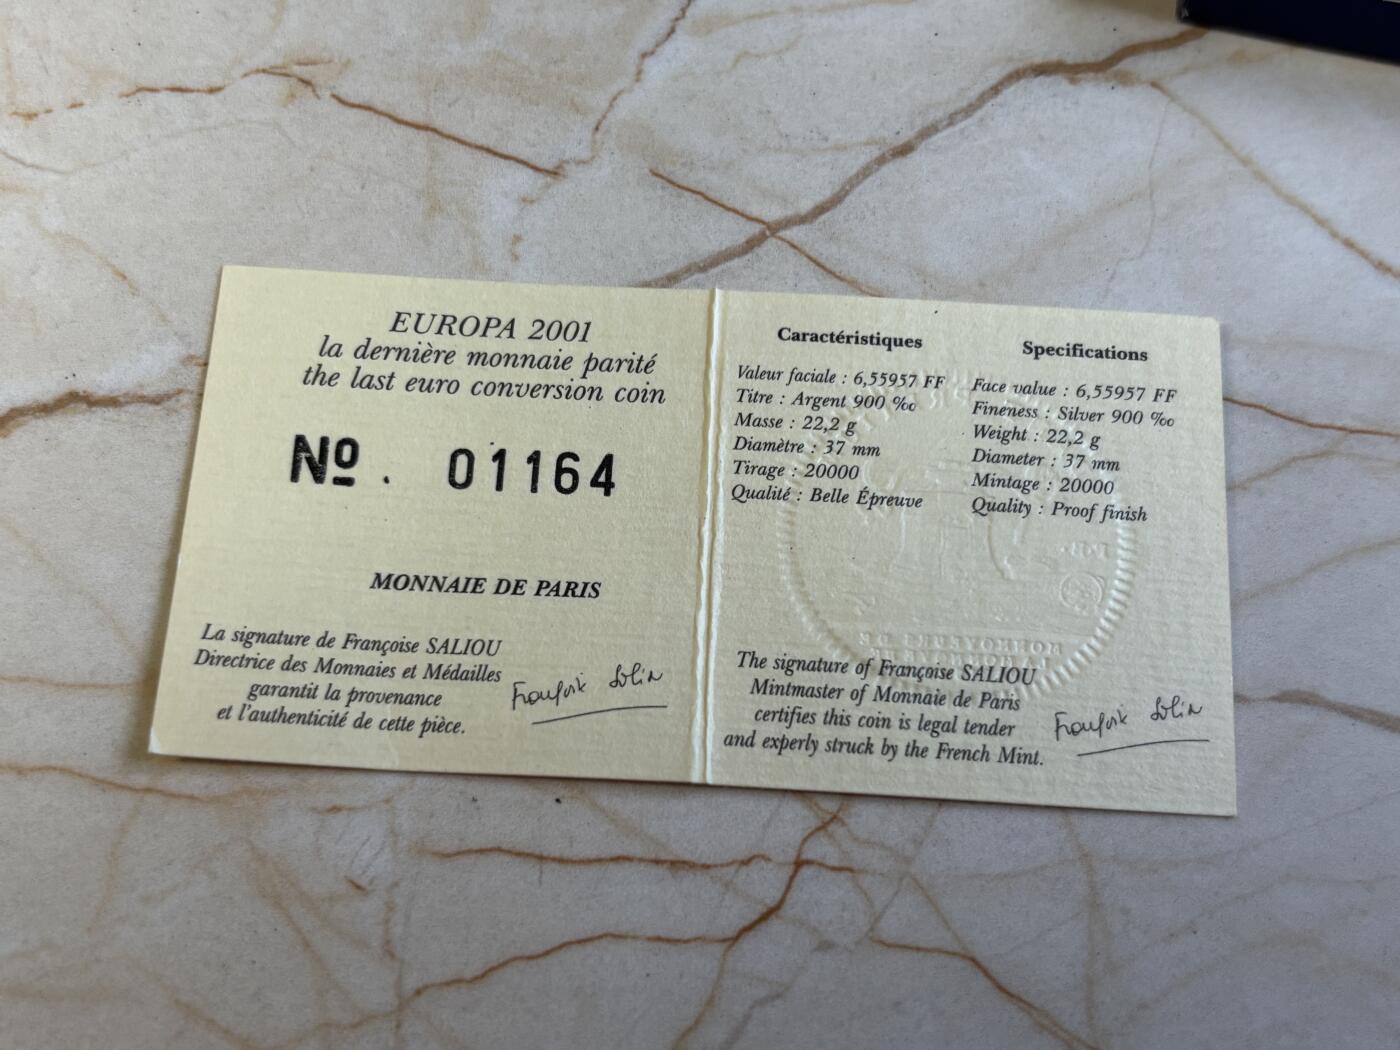 EUROPA 2001
la dernière monnaie parité
the last euro conversion coin
Nº. 01164
MONNAIE DE PARIS
La signature de Françoise SALIOU
Directrice des Monnaies et Médailles
garantit la provenance
et l'authenticité de cette pièce.
Caractéristiques
Valeur faciale : 6,55957 FF
Titre : Argent 900 ‰
Masse : 22,2 g
Diamètre : 37 mm
Tirage : 20000
Qualité : Belle Épreuve
Specifications
Face value : 6,55957 FF
Fineness : Silver 900 ‰
Weight : 22,2 g
Diameter : 37 mm
Mintage : 20000
Quality : Proof finish
The signature of Françoise SALIOU
Mintmaster of Monnaie de Paris
certifies this coin is legal tender
and experly struck by the French Mint.